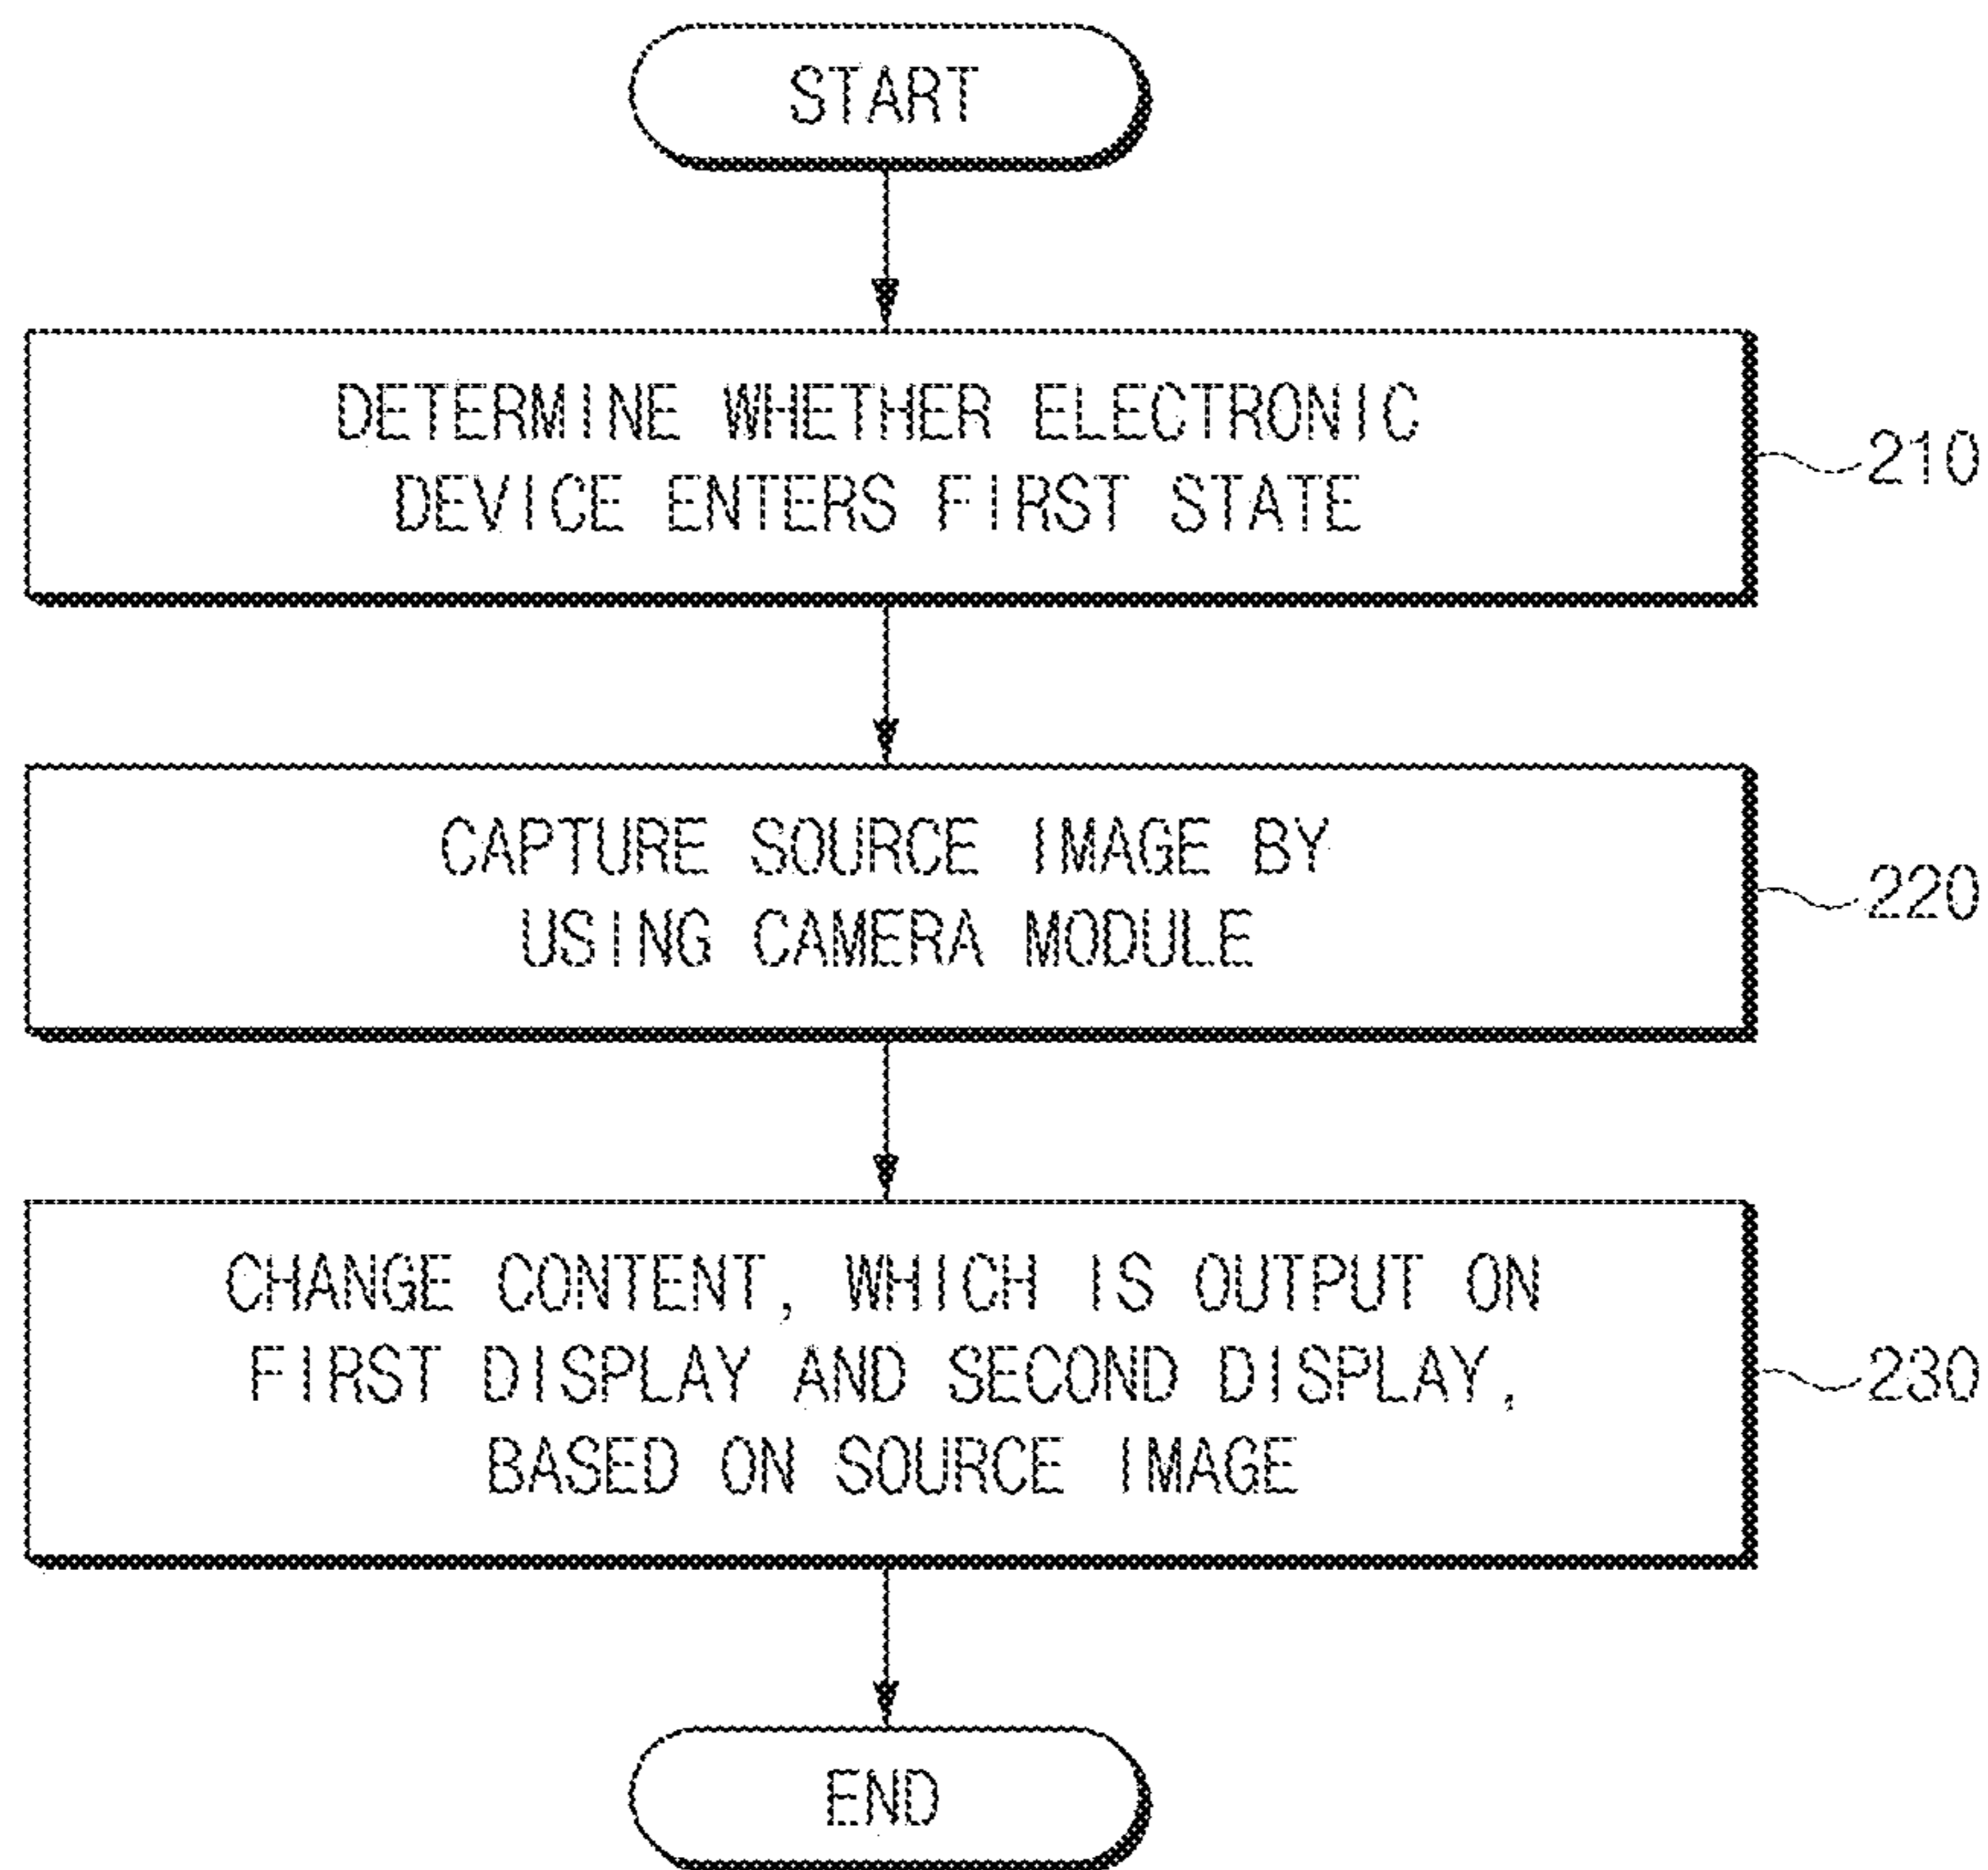 START
DETERMINE WHETHER ELECTRONIC
DEVICE ENTERS FIRST STATE
210
CAPTURE SOURCE IMAGE BY
USING CAMERA MODULE
220
CHANGE CONTENT, WHICH IS OUTPUT ON
FIRST DISPLAY AND SECOND DISPLAY,
BASED ON SOURCE IMAGE
230
END